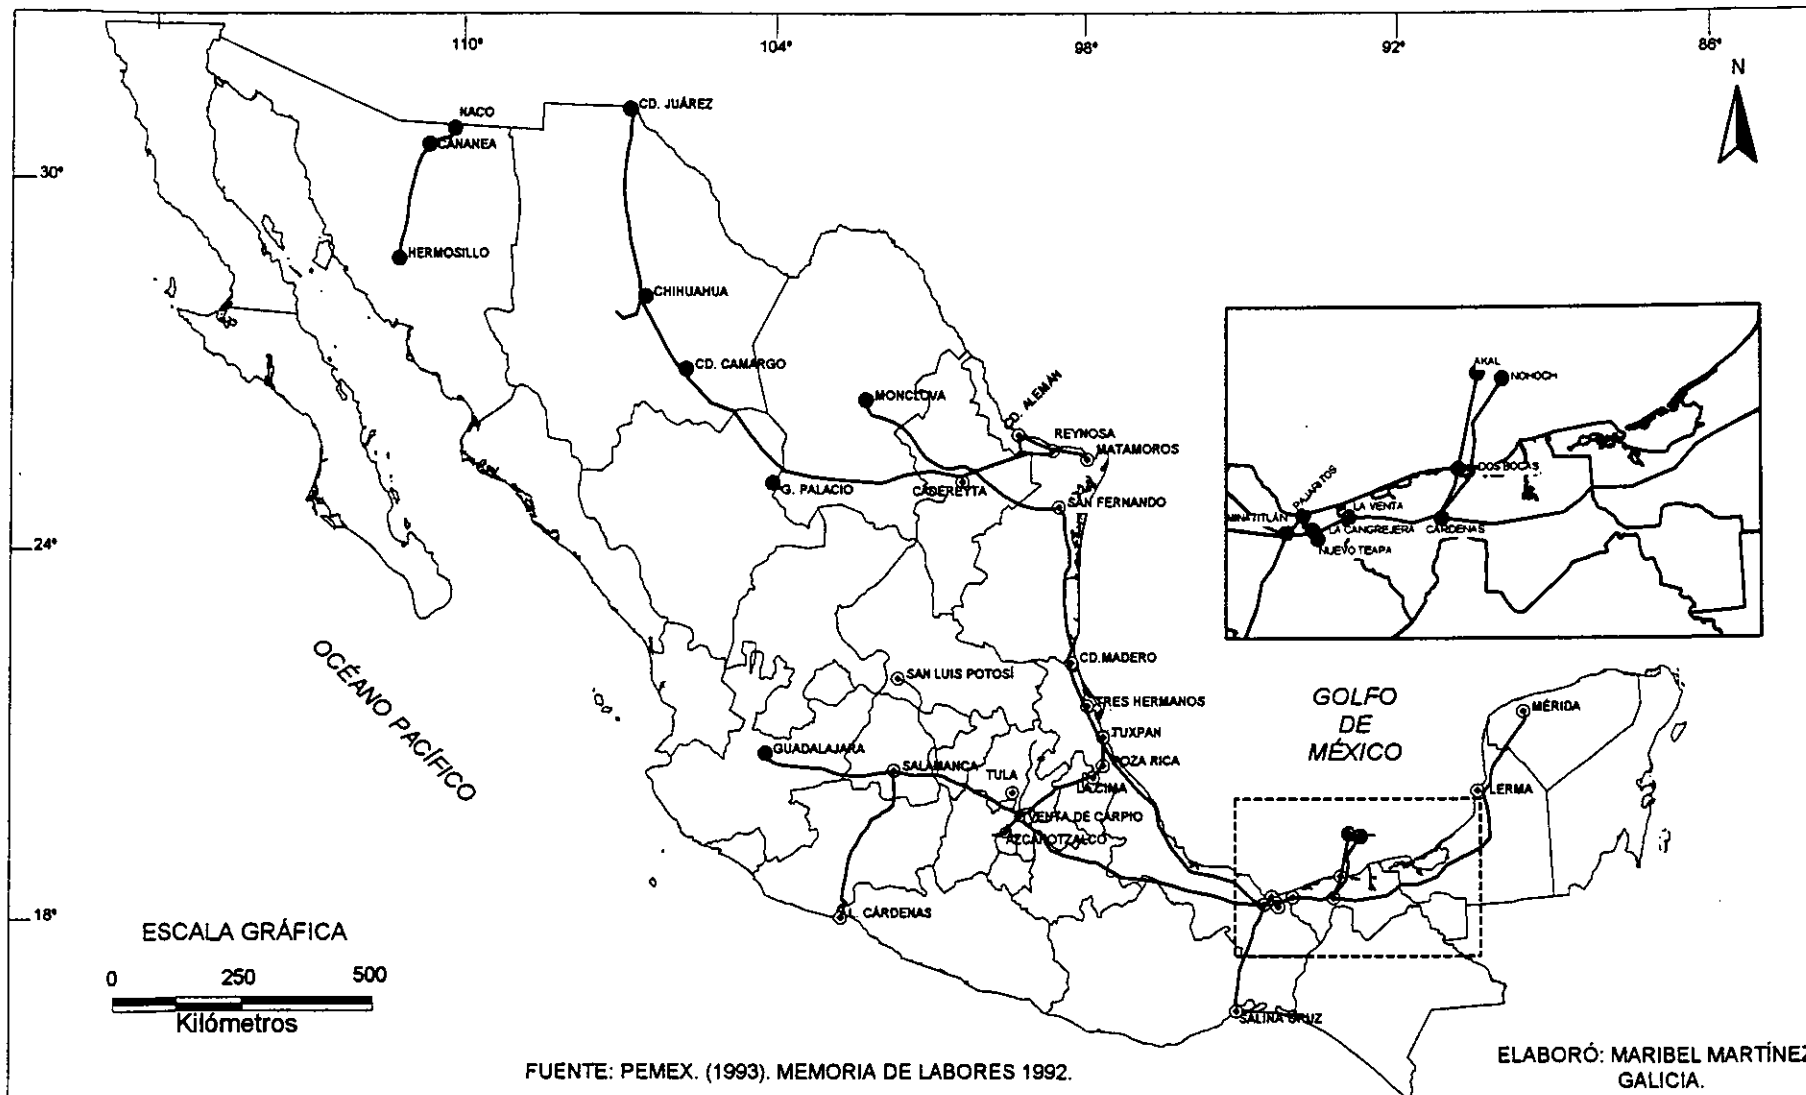 110°
104°
98°
92°
86°
N
NACO
CD. JUÁREZ
CANANEA
30°
HERMOSILLO
CHIHUAHUA
CD. CAMARGO
MONCLOVA
CD. ALEMÁN
REYNOSA
MATAMOROS
G. PALACIO
CADEREYTA
SAN FERNANDO
AKAL
NOHOCH
DOS BOCAS
PAJARITOS
LA VENTA
MINATITLÁN
LA CANGREJERA
CÁRDENAS
NUEVO TEAPA
24°
OCÉANO PACÍFICO
CD.MADERO
SAN LUIS POTOSÍ
TRES HERMANOS
GOLFO
DE
MÉXICO
MÉRIDA
TUXPAN
GUADALAJARA
POZA RICA
SALAMANCA
TULA
LA CIMA
LERMA
VENTA DE CARPIO
AZCAPOTZALCO
18°
L. CÁRDENAS
ESCALA GRÁFICA
0 250 500
Kilómetros
SALINA CRUZ
FUENTE: PEMEX. (1993). MEMORIA DE LABORES 1992.
ELABORÓ: MARIBEL MARTÍNEZ
GALICIA.